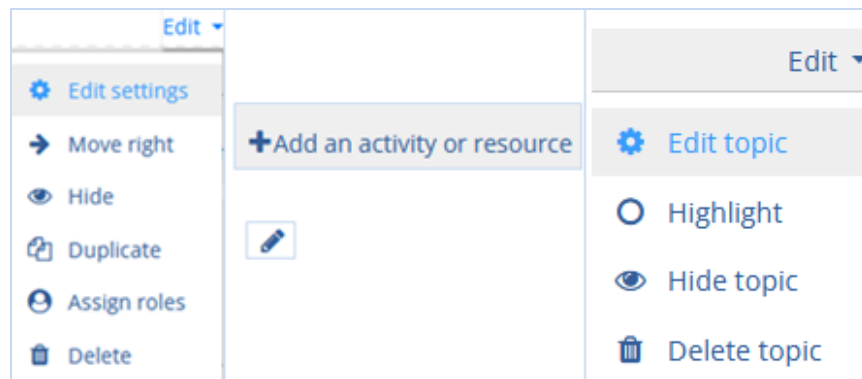 Edit
Edit settings
Move right
Hide
Duplicate
Assign roles
Delete
+Add an activity or resource
Edit
Edit topic
Highlight
Hide topic
Delete topic